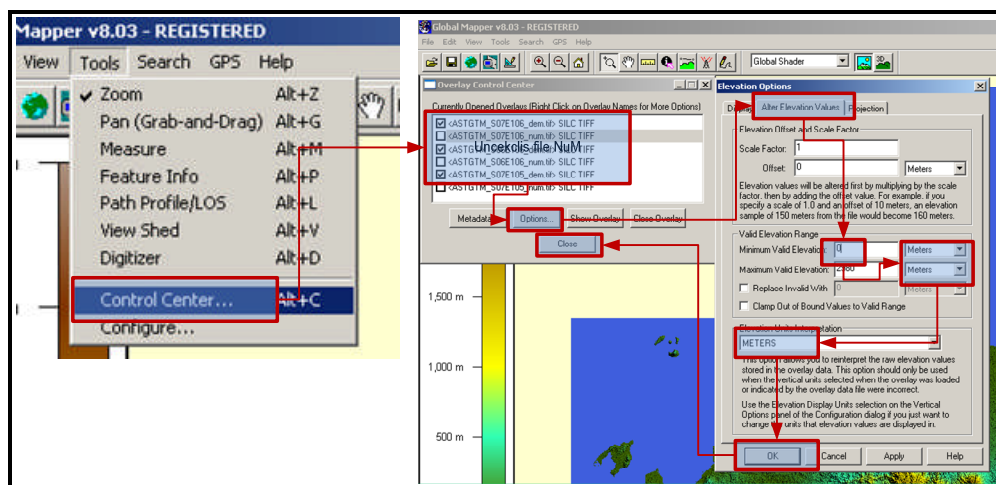 Mapper v8.03 - REGISTERED
View Tools Search GPS Help
Zoom Alt+Z
Pan (Grab-and-Drag) Alt+G
Measure Alt+M
Feature Info Alt+P
Path Profile/LOS Alt+L
View Shed Alt+V
Digitizer Alt+D
Control Center... Alt+C
Configure...
Global Mapper v8.03 - REGISTERED
File Edit View Tools Search GPS Help
Global Shader
3D
Overlay Control Center
Currently Opened Overlays (Right Click on Overlay Names for More Options)
<ASTGTM_S07E106_dem.tif> SILC TIFF
<ASTGTM_S07E106_num.tif> SILC TIFF
Uncekclis file NuM
<ASTGTM_S06E106_num.tif> SILC TIFF
<ASTGTM_S07E105_dem.tif> SILC TIFF
<ASTGTM_S07E105_num.tif> SILC TIFF
Metadata Options... Show Overlay Close Overlay
Close
1,500 m
1,000 m
500 m
Elevation Options
Alter Elevation Values Projection
Elevation Offset and Scale Factor
Scale Factor: 1
Offset: 0 Meters
Elevation values will be altered first by multiplying by the scale
factor, then by adding the offset value. For example, if you
specify a scale of 1.0 and an offset of 10 meters, an elevation
sample of 150 meters from the file would become 160 meters.
Valid Elevation Range
Minimum Valid Elevation: 0 Meters
Maximum Valid Elevation: Meters
Replace Invalid With 0 Meters
Clamp Out of Bound Values to Valid Range
Elevation Units Interpretation
METERS
This option allows you to reinterpret the raw elevation values
stored in the overlay data. This option should only be used
when the vertical units selected when the overlay was loaded
or indicated by the overlay data file were incorrect.
Use the Elevation Display Units selection on the Vertical
Options panel of the Configuration dialog if you just want to
change the units that elevation values are displayed in.
OK Cancel Apply Help